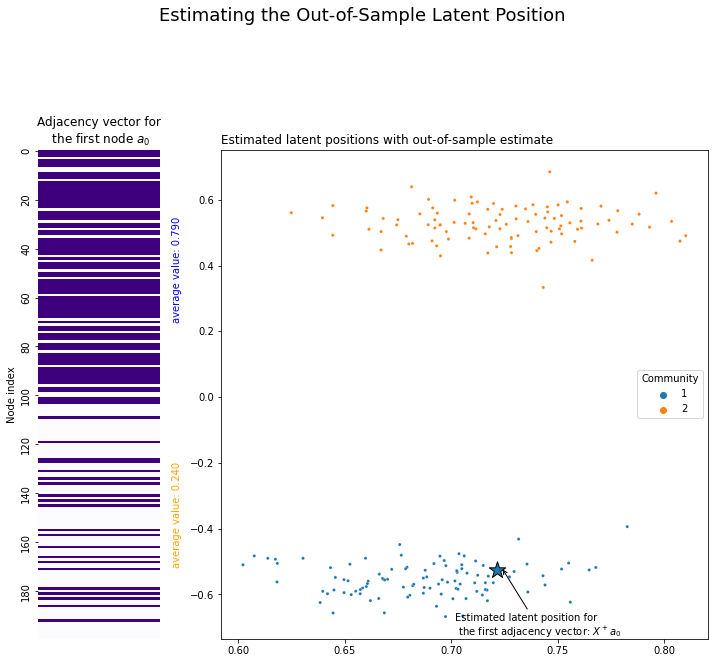 Estimating the Out-of-Sample Latent Position
Adjacency vector for
the first node a₀
Node index
0
20
40
60
80
100
120
140
160
180
average value: 0.790
average value: 0.240
Estimated latent positions with out-of-sample estimate
0.6
0.4
0.2
0.0
−0.2
−0.4
−0.6
0.60
0.65
0.70
0.75
0.80
Community
1
2
Estimated latent position for
the first adjacency vector: X⁺a₀